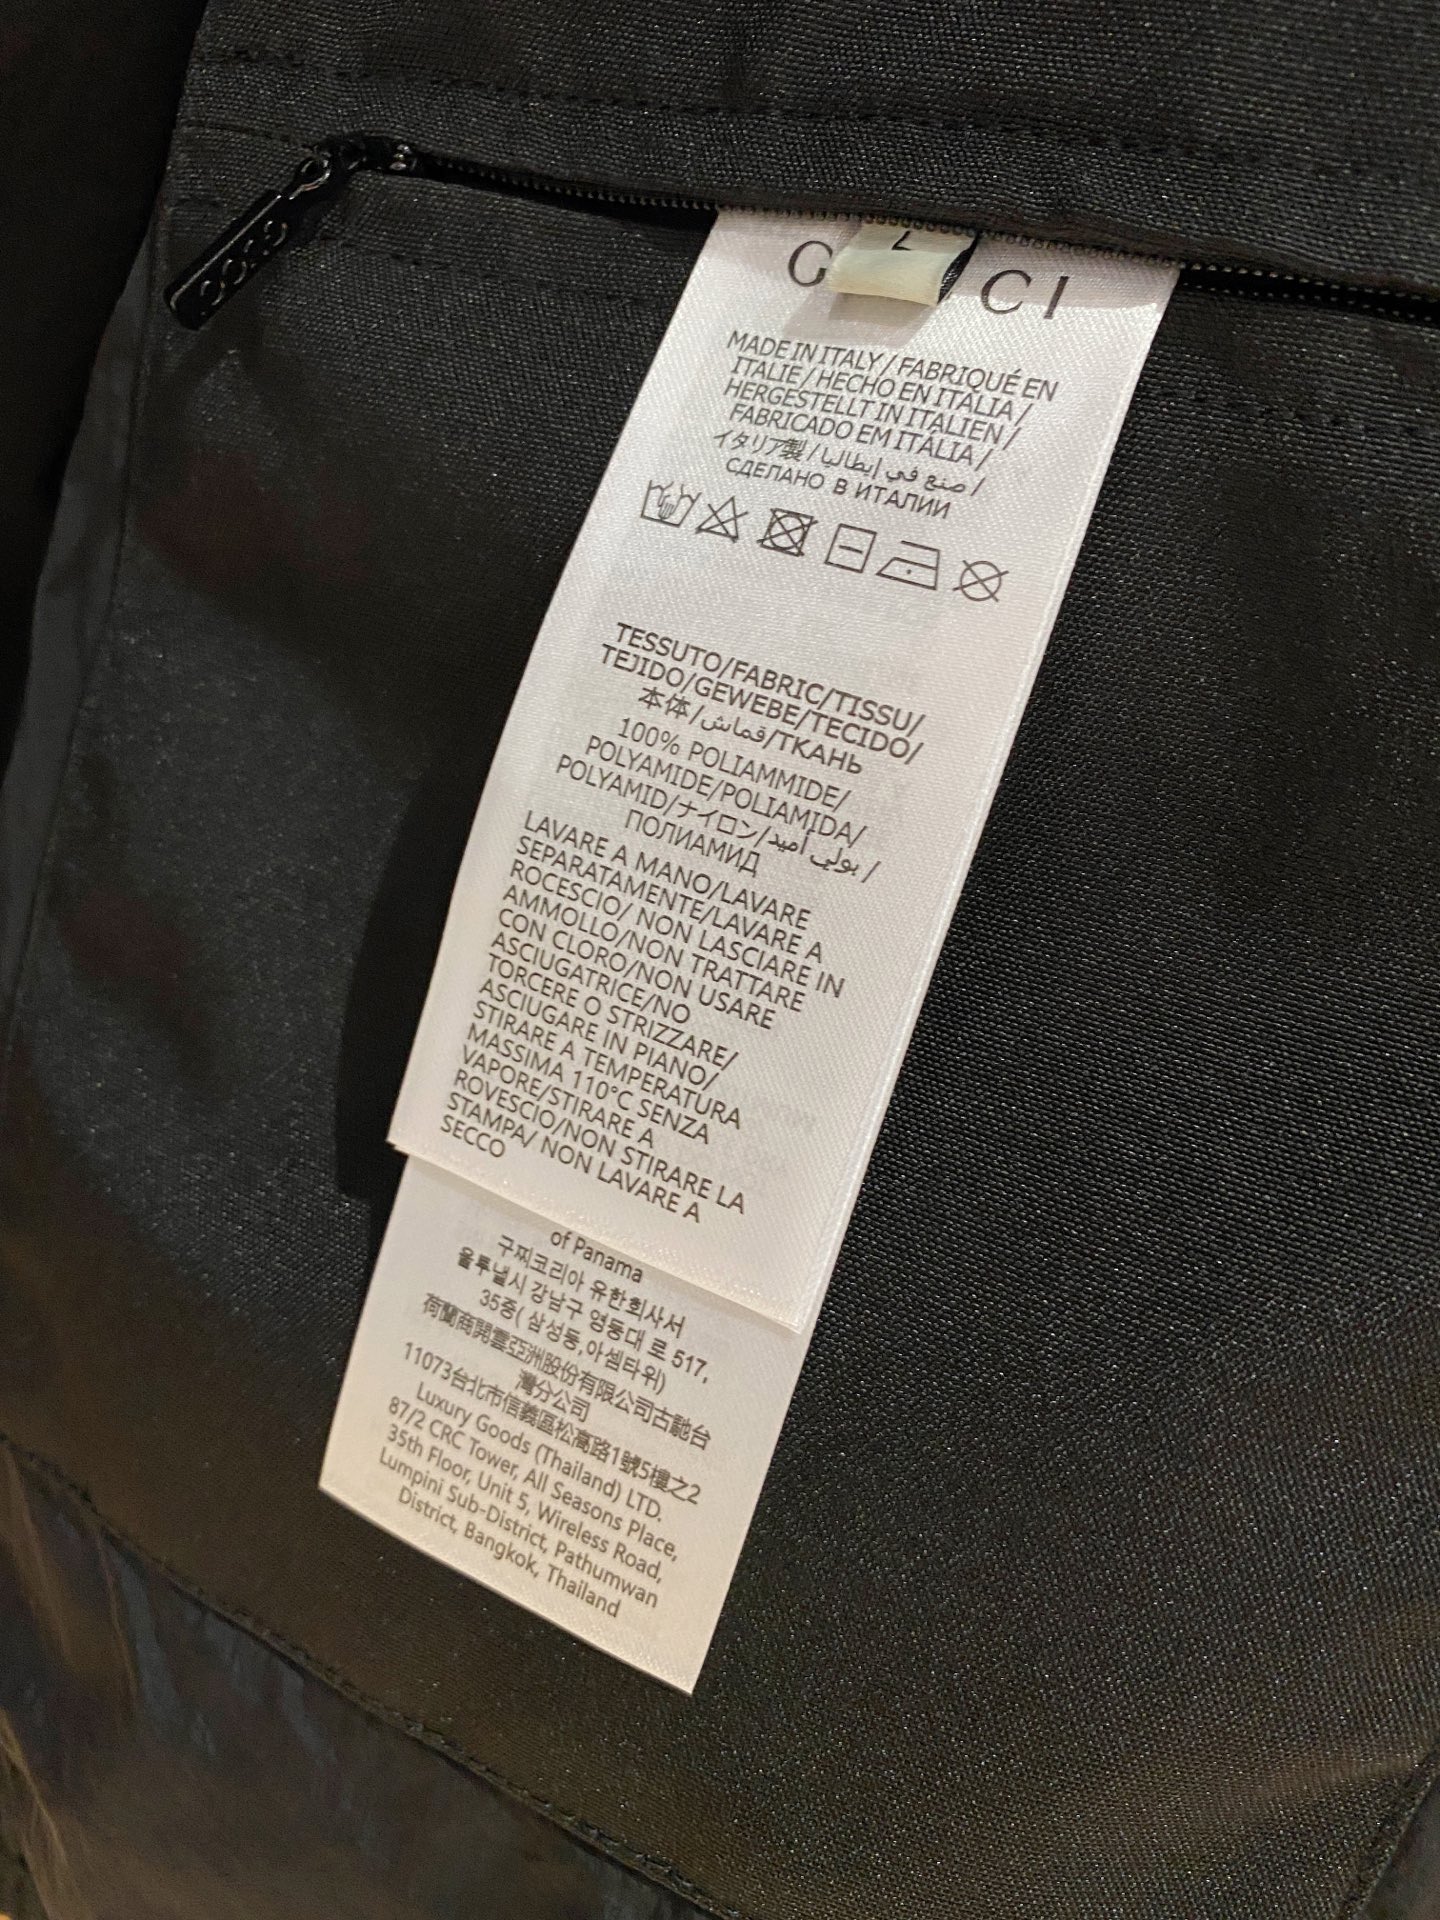 GUCCI
L
G CI
MADE IN ITALY / FABRIQUÉ EN
ITALIE / HECHO EN ITALIA /
HERGESTELLT IN ITALIEN /
FABRICADO EM ITÁLIA /
イタリア製 / صنع في إيطاليا /
СДЕЛАНО В ИТАЛИИ
TESSUTO/FABRIC/TISSU/
TEJIDO/GEWEBE/TECIDO/
本体/قماش/ТКАНЬ
100% POLIAMMIDE/
POLYAMIDE/POLIAMIDA/
POLYAMID/ナイロン/بولي أميد /
ПОЛИАМИД
LAVARE A MANO/LAVARE
SEPARATAMENTE/LAVARE A
ROCESCIO/ NON LASCIARE IN
AMMOLLO/NON TRATTARE
CON CLORO/NON USARE
ASCIUGATRICE/NO
TORCERE O STRIZZARE/
ASCIUGARE IN PIANO/
STIRARE A TEMPERATURA
MASSIMA 110°C SENZA
VAPORE/STIRARE A
ROVESCIO/NON STIRARE LA
STAMPA/ NON LAVARE A
SECCO
of Panama
구찌코리아 유한회사서
울투낼시 강남구 영동대 로 517,
35중( 삼성동,아셈타위)
荷蘭商開雲亞洲股份有限公司古馳台
灣分公司
11073台北市信義區松高路1號5樓之2
Luxury Goods (Thailand) LTD.
87/2 CRC Tower, All Seasons Place,
35th Floor, Unit 5, Wireless Road,
Lumpini Sub-District, Pathumwan
District, Bangkok, Thailand